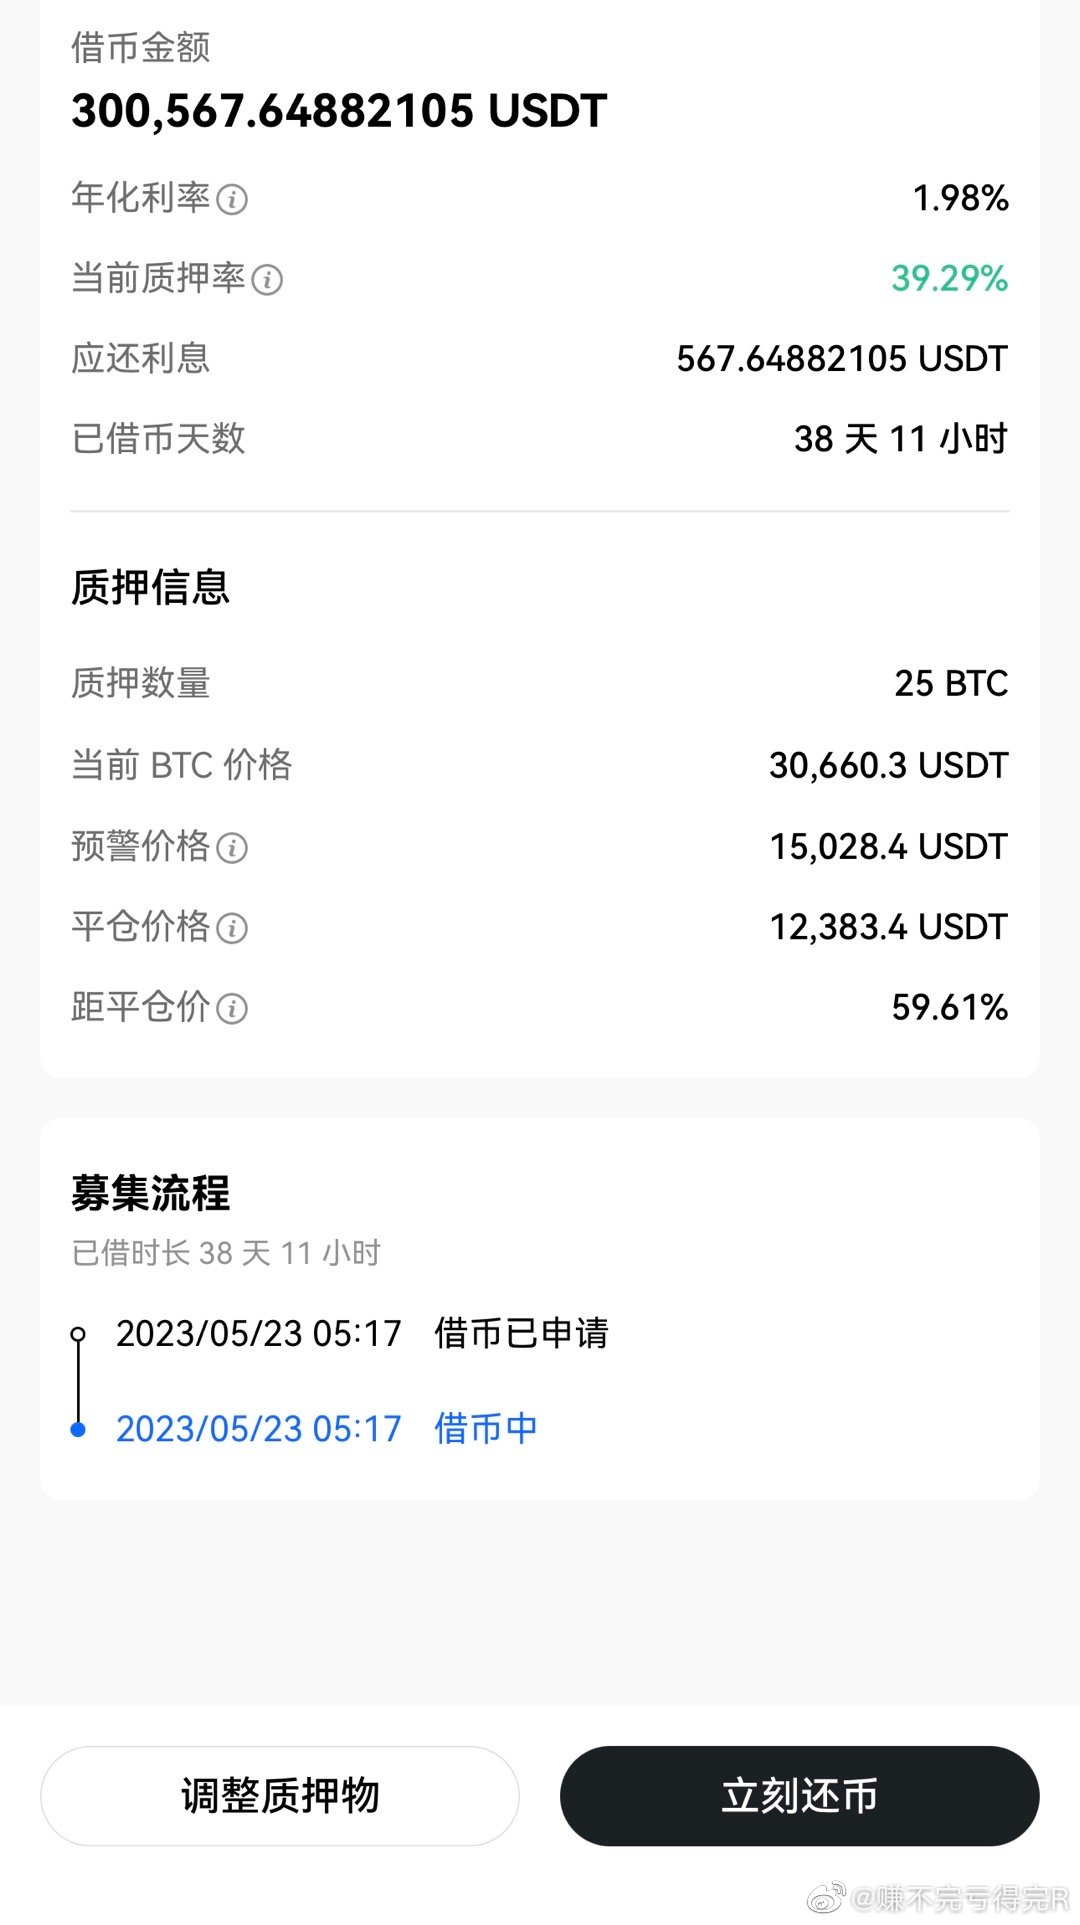 借币金额
300,567.64882105 USDT
年化利率 1.98%
当前质押率 39.29%
应还利息 567.64882105 USDT
已借币天数 38 天 11 小时
质押信息
质押数量 25 BTC
当前 BTC 价格 30,660.3 USDT
预警价格 15,028.4 USDT
平仓价格 12,383.4 USDT
距平仓价 59.61%
募集流程
已借时长 38 天 11 小时
2023/05/23 05:17 借币已申请
2023/05/23 05:17 借币中
调整质押物 立刻还币
@赚不完亏得完R